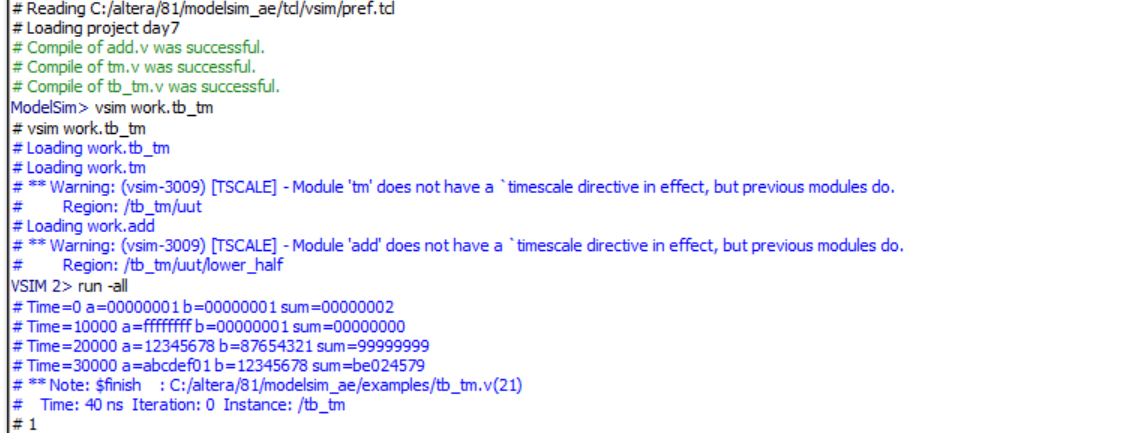 # Reading C:/altera/81/modelsim_ae/tcl/vsim/pref.tcl
# Loading project day7
# Compile of add.v was successful.
# Compile of tm.v was successful.
# Compile of tb_tm.v was successful.
ModelSim> vsim work.tb_tm
# vsim work.tb_tm
# Loading work.tb_tm
# Loading work.tm
# ** Warning: (vsim-3009) [TSCALE] - Module 'tm' does not have a `timescale directive in effect, but previous modules do.
#       Region: /tb_tm/uut
# Loading work.add
# ** Warning: (vsim-3009) [TSCALE] - Module 'add' does not have a `timescale directive in effect, but previous modules do.
#       Region: /tb_tm/uut/lower_half
VSIM 2> run -all
# Time=0 a=00000001 b=00000001 sum=00000002
# Time=10000 a=ffffffff b=00000001 sum=00000000
# Time=20000 a=12345678 b=87654321 sum=99999999
# Time=30000 a=abcdef01 b=12345678 sum=be024579
# ** Note: $finish    : C:/altera/81/modelsim_ae/examples/tb_tm.v(21)
#    Time: 40 ns  Iteration: 0  Instance: /tb_tm
# 1